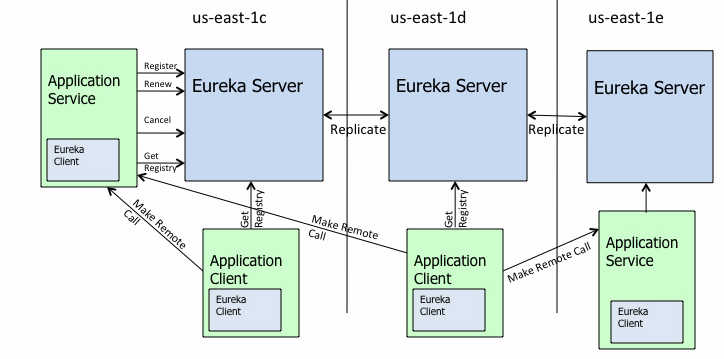 us-east-1c
us-east-1d
us-east-1e
Application
Service
Eureka
Client
Register
Renew
Cancel
Get
Registry
Eureka Server
Replicate
Eureka Server
Replicate
Eureka Server
Make Remote
Call
Get
Registry
Make Remote
Call
Get
Registry
Make Remote Call
Application
Client
Eureka
Client
Application
Client
Eureka
Client
Application
Service
Eureka
Client